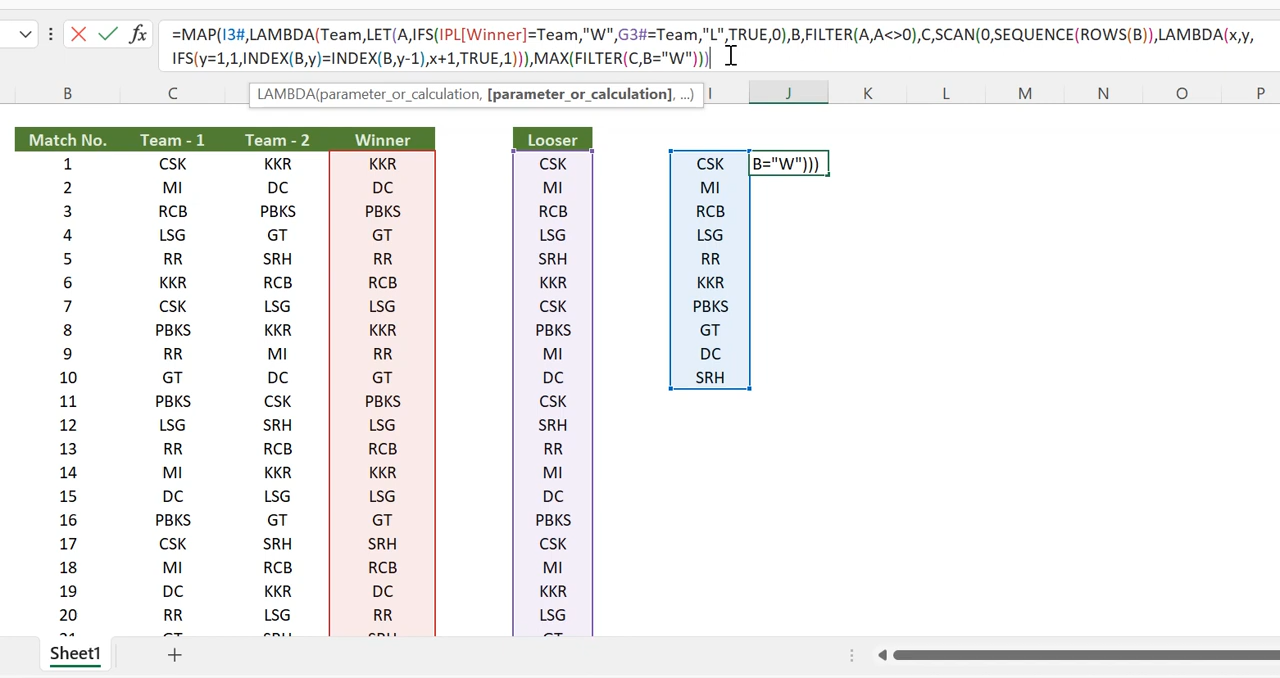 fx
=MAP(I3#,LAMBDA(Team,LET(A,IFS(IPL[Winner]=Team,"W",G3#=Team,"L",TRUE,0),B,FILTER(A,A<>0),C,SCAN(0,SEQUENCE(ROWS(B)),LAMBDA(x,y,
IFS(y=1,1,INDEX(B,y)=INDEX(B,y-1),x+1,TRUE,1))),MAX(FILTER(C,B="W")))
LAMBDA(parameter_or_calculation, [parameter_or_calculation], ...)
B C I J K L M N O P
Match No. Team - 1 Team - 2 Winner Looser
1 CSK KKR KKR CSK CSK B="W")))
2 MI DC DC MI MI
3 RCB PBKS PBKS RCB RCB
4 LSG GT GT LSG LSG
5 RR SRH RR SRH RR
6 KKR RCB RCB KKR KKR
7 CSK LSG LSG CSK PBKS
8 PBKS KKR KKR PBKS GT
9 RR MI RR MI DC
10 GT DC GT DC SRH
11 PBKS CSK PBKS CSK
12 LSG SRH LSG SRH
13 RR RCB RCB RR
14 MI KKR KKR MI
15 DC LSG LSG DC
16 PBKS GT GT PBKS
17 CSK SRH SRH CSK
18 MI RCB RCB MI
19 DC KKR DC KKR
20 RR LSG RR LSG
21 GT SRH SRH GT
Sheet1